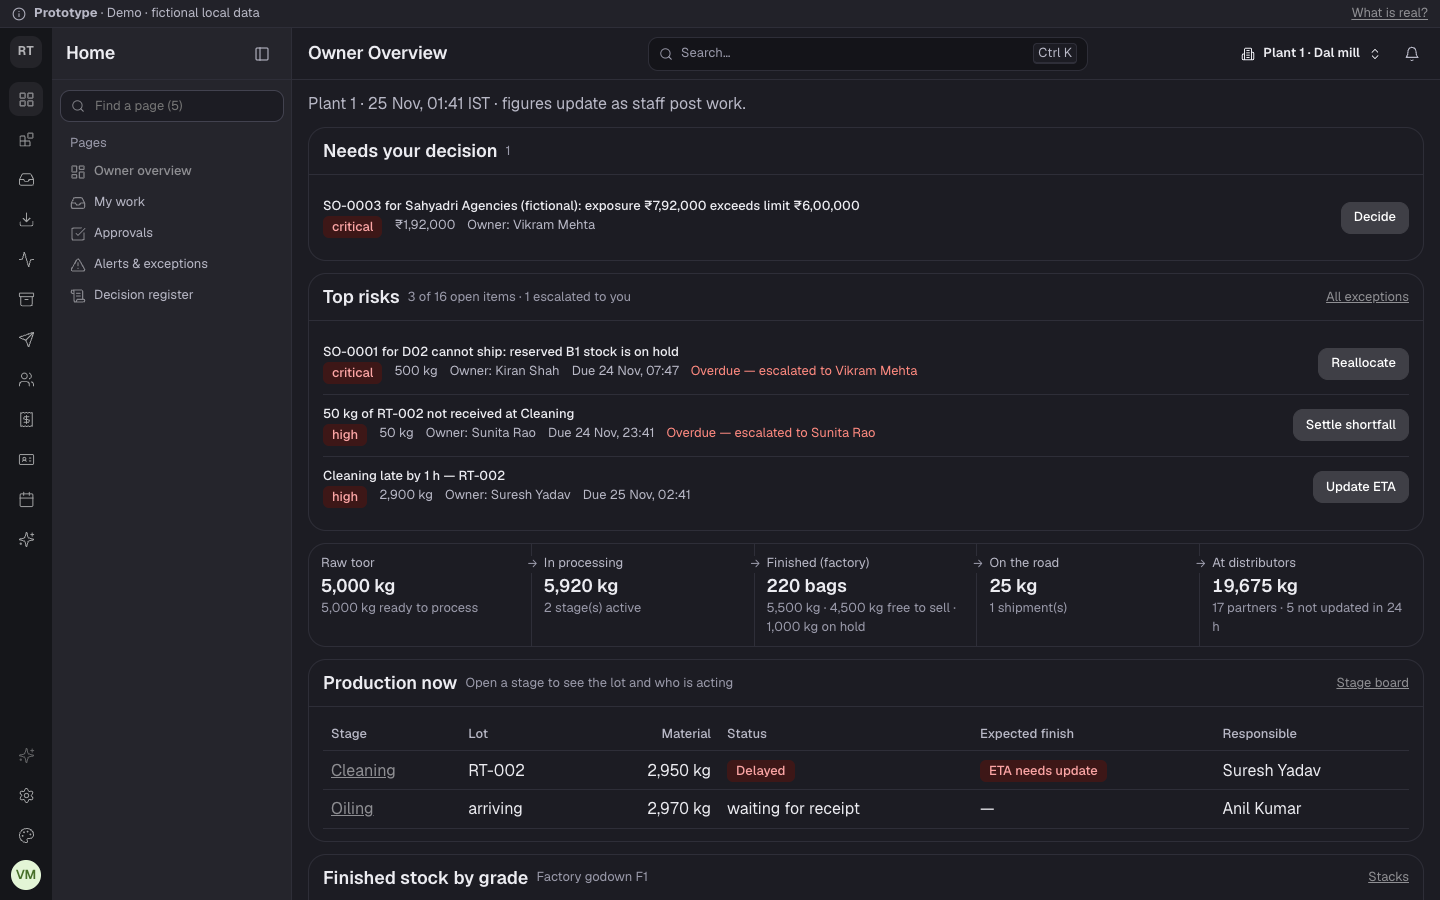 Prototype · Demo · fictional local data
What is real?
RT
Home
Owner Overview
Search...
Ctrl K
Plant 1 · Dal mill
Find a page (5)
Pages
Owner overview
My work
Approvals
Alerts & exceptions
Decision register
VM
Plant 1 · 25 Nov, 01:41 IST · figures update as staff post work.
Needs your decision 1
SO-0003 for Sahyadri Agencies (fictional): exposure ₹7,92,000 exceeds limit ₹6,00,000
critical ₹1,92,000 Owner: Vikram Mehta
Decide
Top risks 3 of 16 open items · 1 escalated to you
All exceptions
SO-0001 for D02 cannot ship: reserved B1 stock is on hold
critical 500 kg Owner: Kiran Shah Due 24 Nov, 07:47 Overdue — escalated to Vikram Mehta
Reallocate
50 kg of RT-002 not received at Cleaning
high 50 kg Owner: Sunita Rao Due 24 Nov, 23:41 Overdue — escalated to Sunita Rao
Settle shortfall
Cleaning late by 1 h — RT-002
high 2,900 kg Owner: Suresh Yadav Due 25 Nov, 02:41
Update ETA
Raw toor
5,000 kg
5,000 kg ready to process
→ In processing
5,920 kg
2 stage(s) active
→ Finished (factory)
220 bags
5,500 kg · 4,500 kg free to sell ·
1,000 kg on hold
→ On the road
25 kg
1 shipment(s)
→ At distributors
19,675 kg
17 partners · 5 not updated in 24
h
Production now Open a stage to see the lot and who is acting
Stage board
Stage Lot Material Status Expected finish Responsible
Cleaning RT-002 2,950 kg Delayed ETA needs update Suresh Yadav
Oiling arriving 2,970 kg waiting for receipt — Anil Kumar
Finished stock by grade Factory godown F1
Stacks